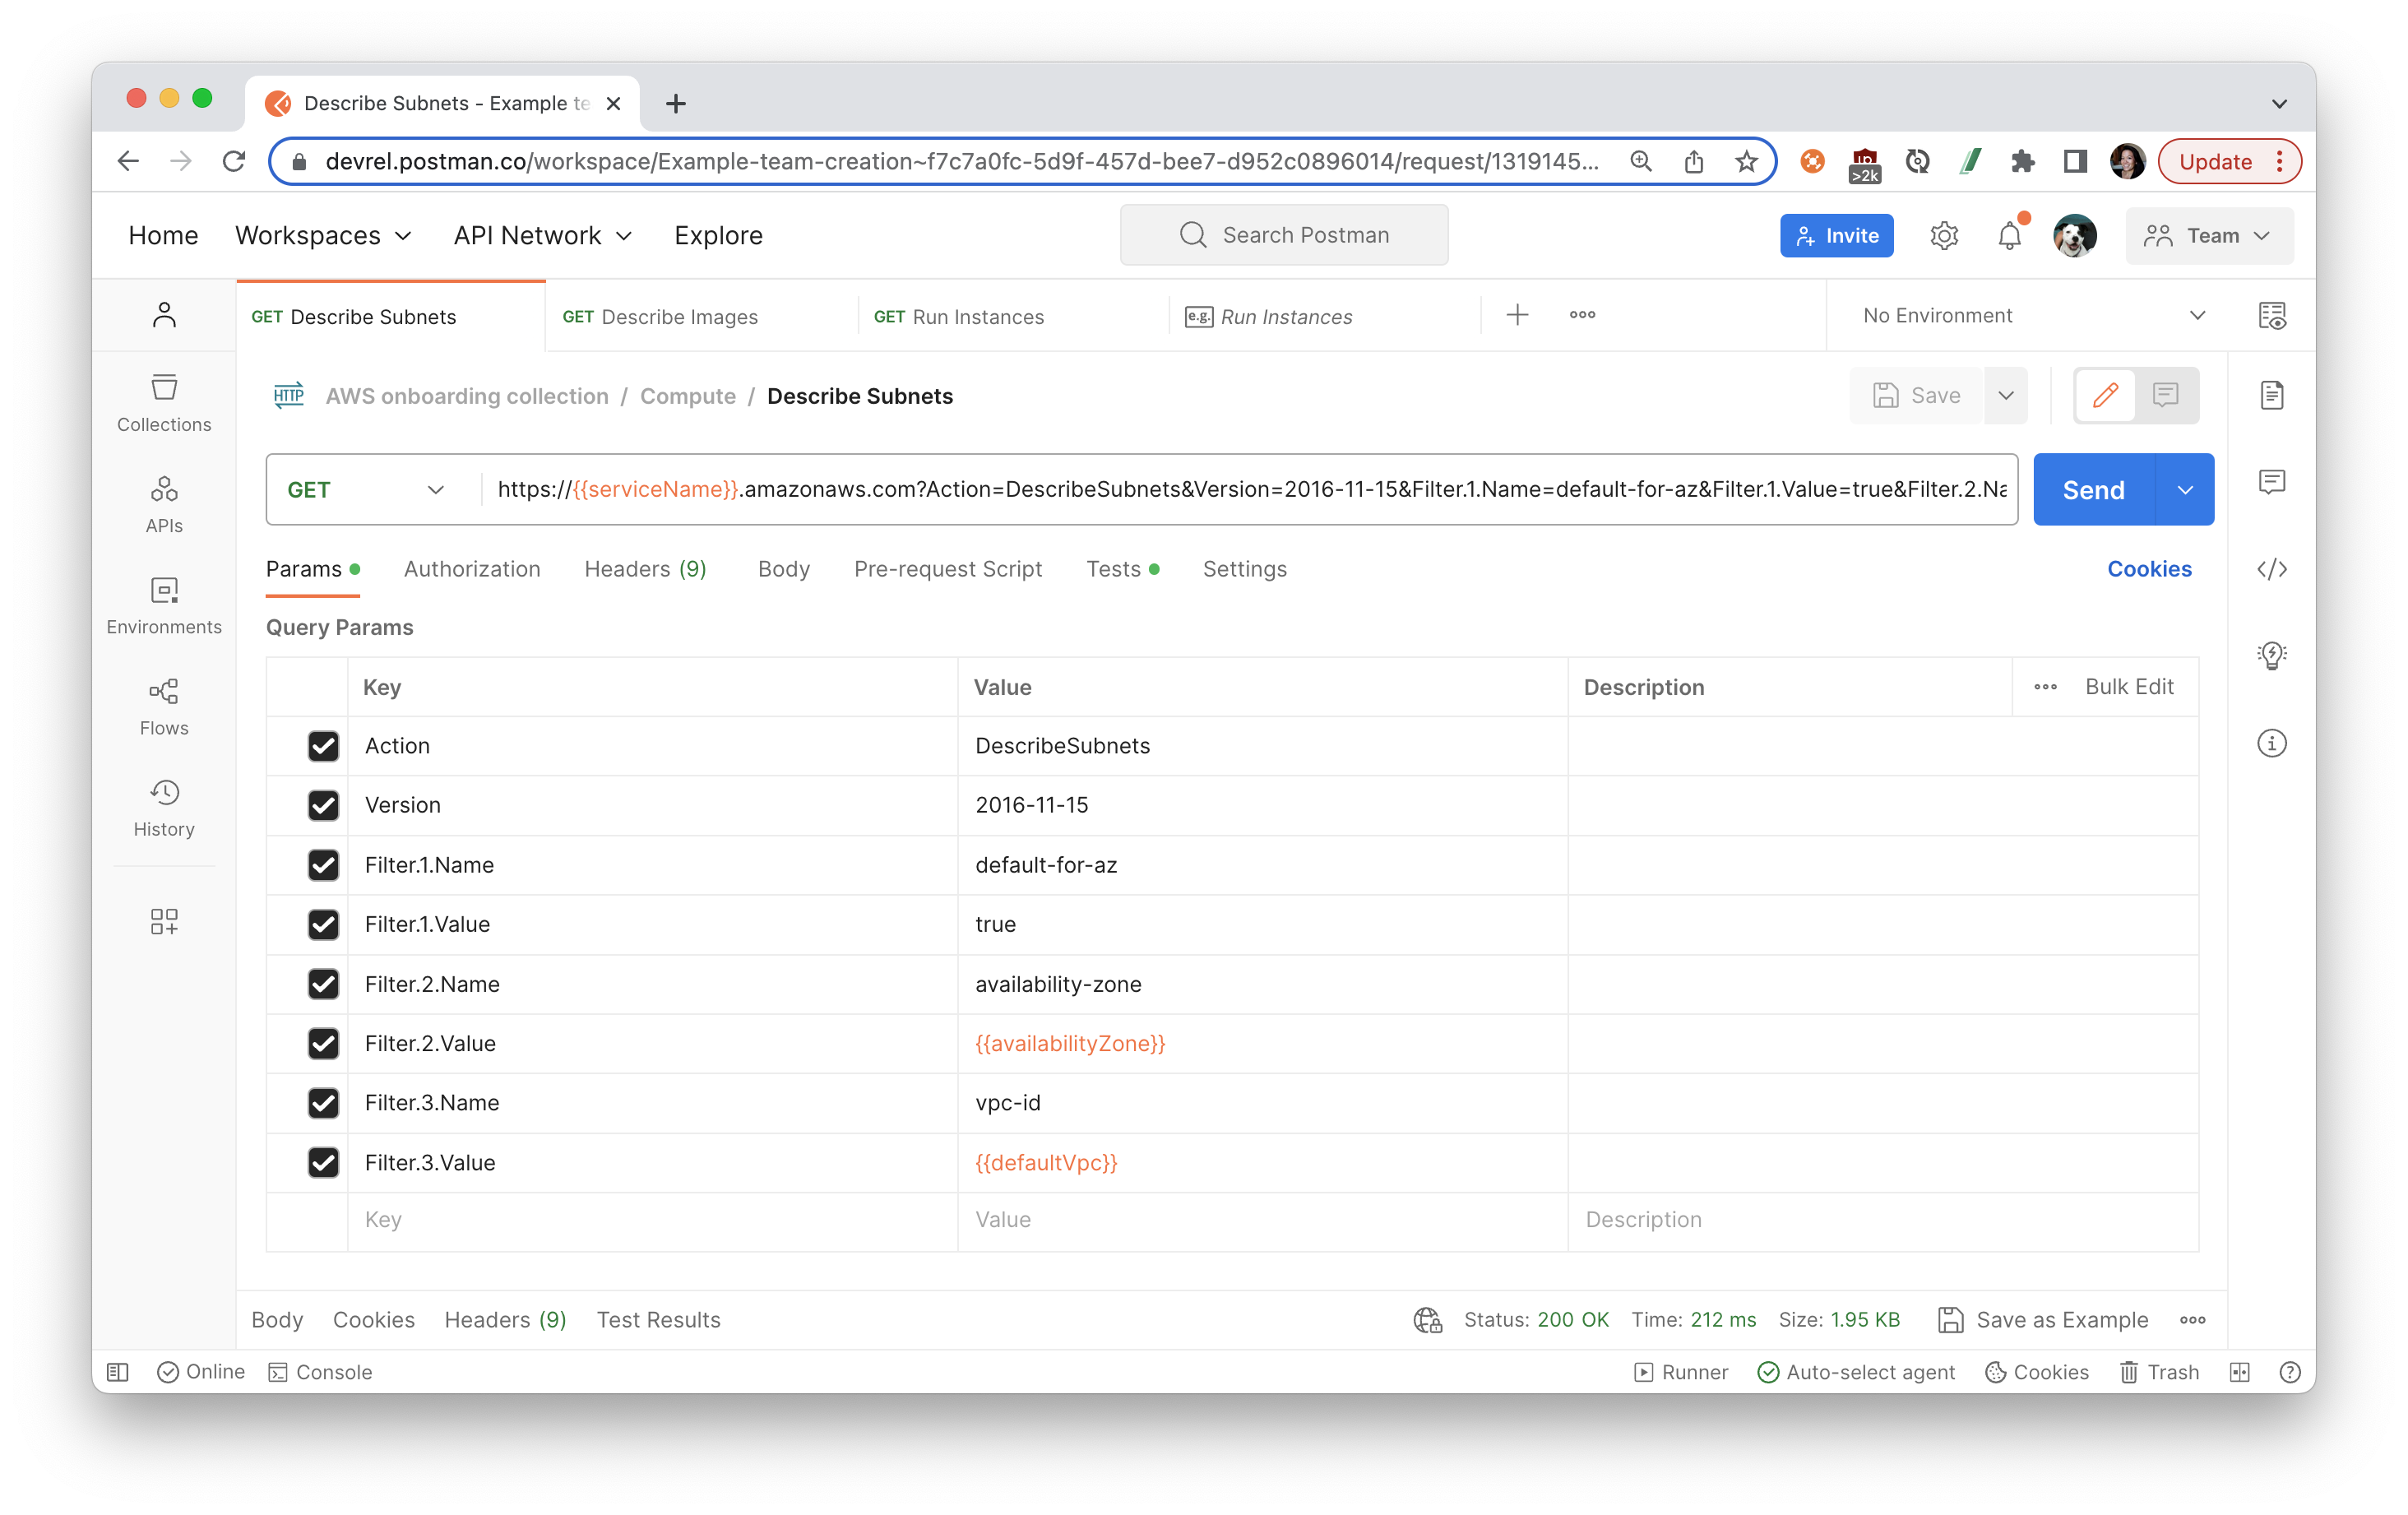 Describe Subnets - Example te
devrel.postman.co/workspace/Example-team-creation~f7c7a0fc-5d9f-457d-bee7-d952c0896014/request/1319145...
>2k
Update
Home
Workspaces
API Network
Explore
Search Postman
Invite
Team
GET Describe Subnets
GET Describe Images
GET Run Instances
e.g. Run Instances
No Environment
HTTP AWS onboarding collection / Compute / Describe Subnets
Save
Collections
APIs
Environments
Flows
History
GET
https://{{serviceName}}.amazonaws.com?Action=DescribeSubnets&Version=2016-11-15&Filter.1.Name=default-for-az&Filter.1.Value=true&Filter.2.Na
Send
Params
Authorization
Headers (9)
Body
Pre-request Script
Tests
Settings
Cookies
Query Params
Key Value Description Bulk Edit
Action DescribeSubnets
Version 2016-11-15
Filter.1.Name default-for-az
Filter.1.Value true
Filter.2.Name availability-zone
Filter.2.Value {{availabilityZone}}
Filter.3.Name vpc-id
Filter.3.Value {{defaultVpc}}
Key Value Description
Body Cookies Headers (9) Test Results
Status: 200 OK Time: 212 ms Size: 1.95 KB Save as Example
Online Console
Runner Auto-select agent Cookies Trash